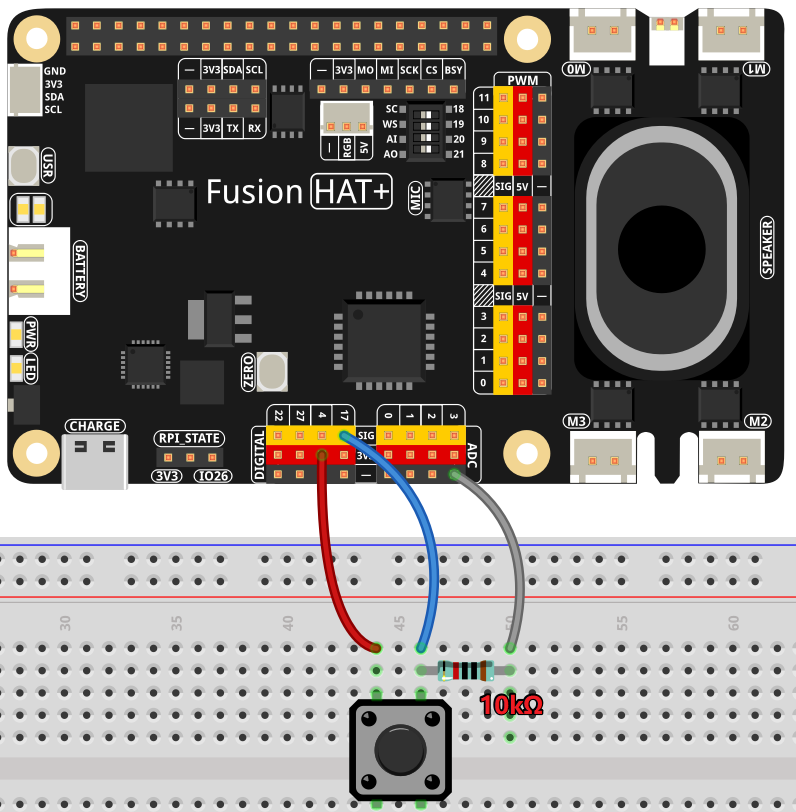 GND
3V3
SDA
SCL
— 3V3 SDA SCL
— 3V3 TX RX
— 3V3 MO MI SCK CS BSY
— RGB 5V
SC 18
WS 19
AI 20
AO 21
MIC
Fusion HAT+
USR
BATTERY
PWR
LED
ZERO
CHARGE
RPI_STATE
3V3 IO26
PWM
11
10
9
8
SIG 5V —
7
6
5
4
SIG 5V —
3
2
1
0
M0
M1
SPEAKER
M3
M2
22 27 4 17
0 1 2 3
DIGITAL
SIG
3V3
—
ADC
30 35 40 45 50 55 60
10kΩ